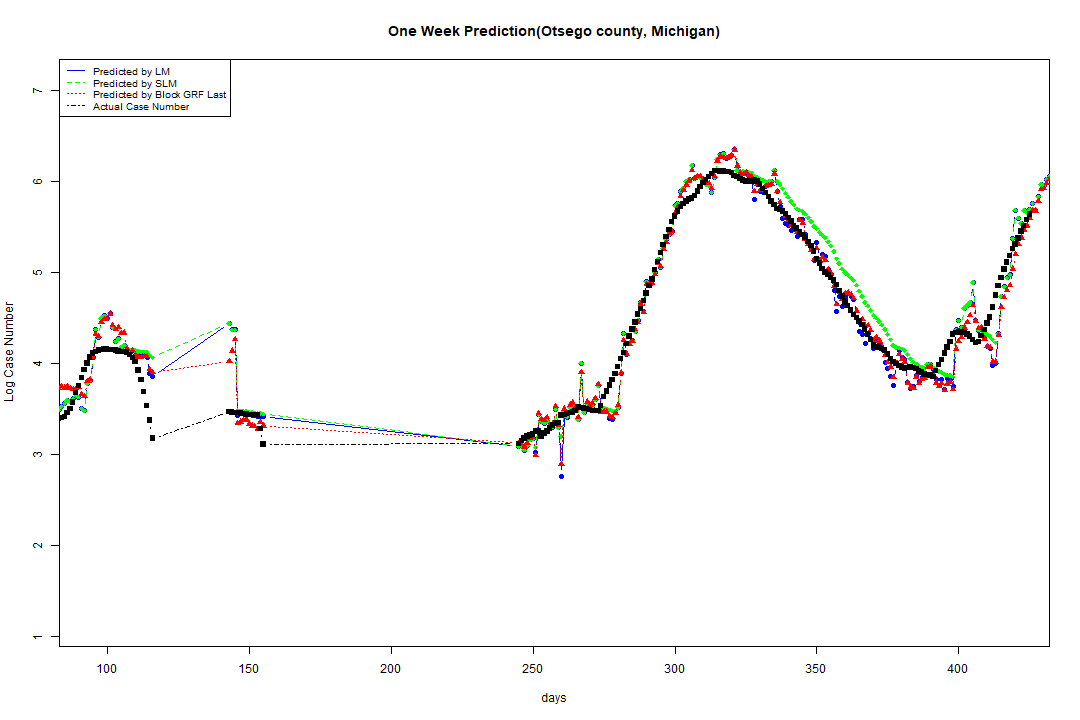 One Week Prediction(Otsego county, Michigan)
Predicted by LM
Predicted by SLM
Predicted by Block GRF Last
Actual Case Number
Log Case Number
7
6
5
4
3
2
1
100 150 200 250 300 350 400
days